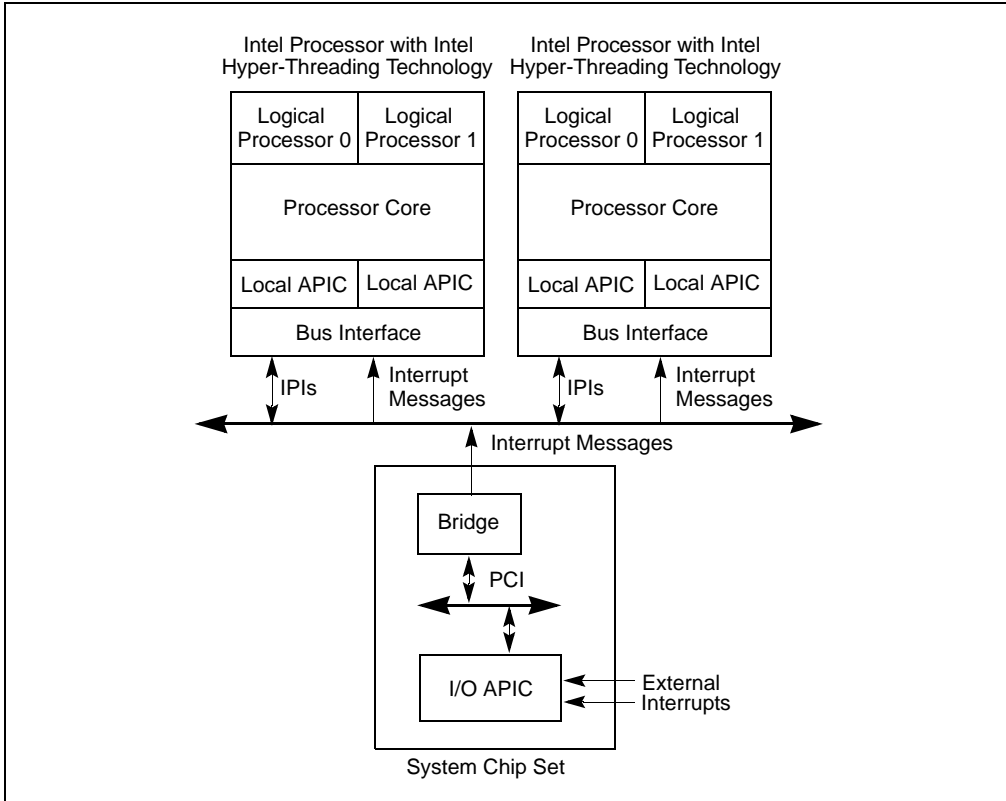 Intel Processor with Intel
Hyper-Threading Technology
Intel Processor with Intel
Hyper-Threading Technology
Logical
Processor 0
Logical
Processor 1
Logical
Processor 0
Logical
Processor 1
Processor Core
Processor Core
Local APIC
Local APIC
Local APIC
Local APIC
Bus Interface
Bus Interface
IPIs
Interrupt
Messages
IPIs
Interrupt
Messages
Interrupt Messages
Bridge
PCI
I/O APIC
External
Interrupts
System Chip Set